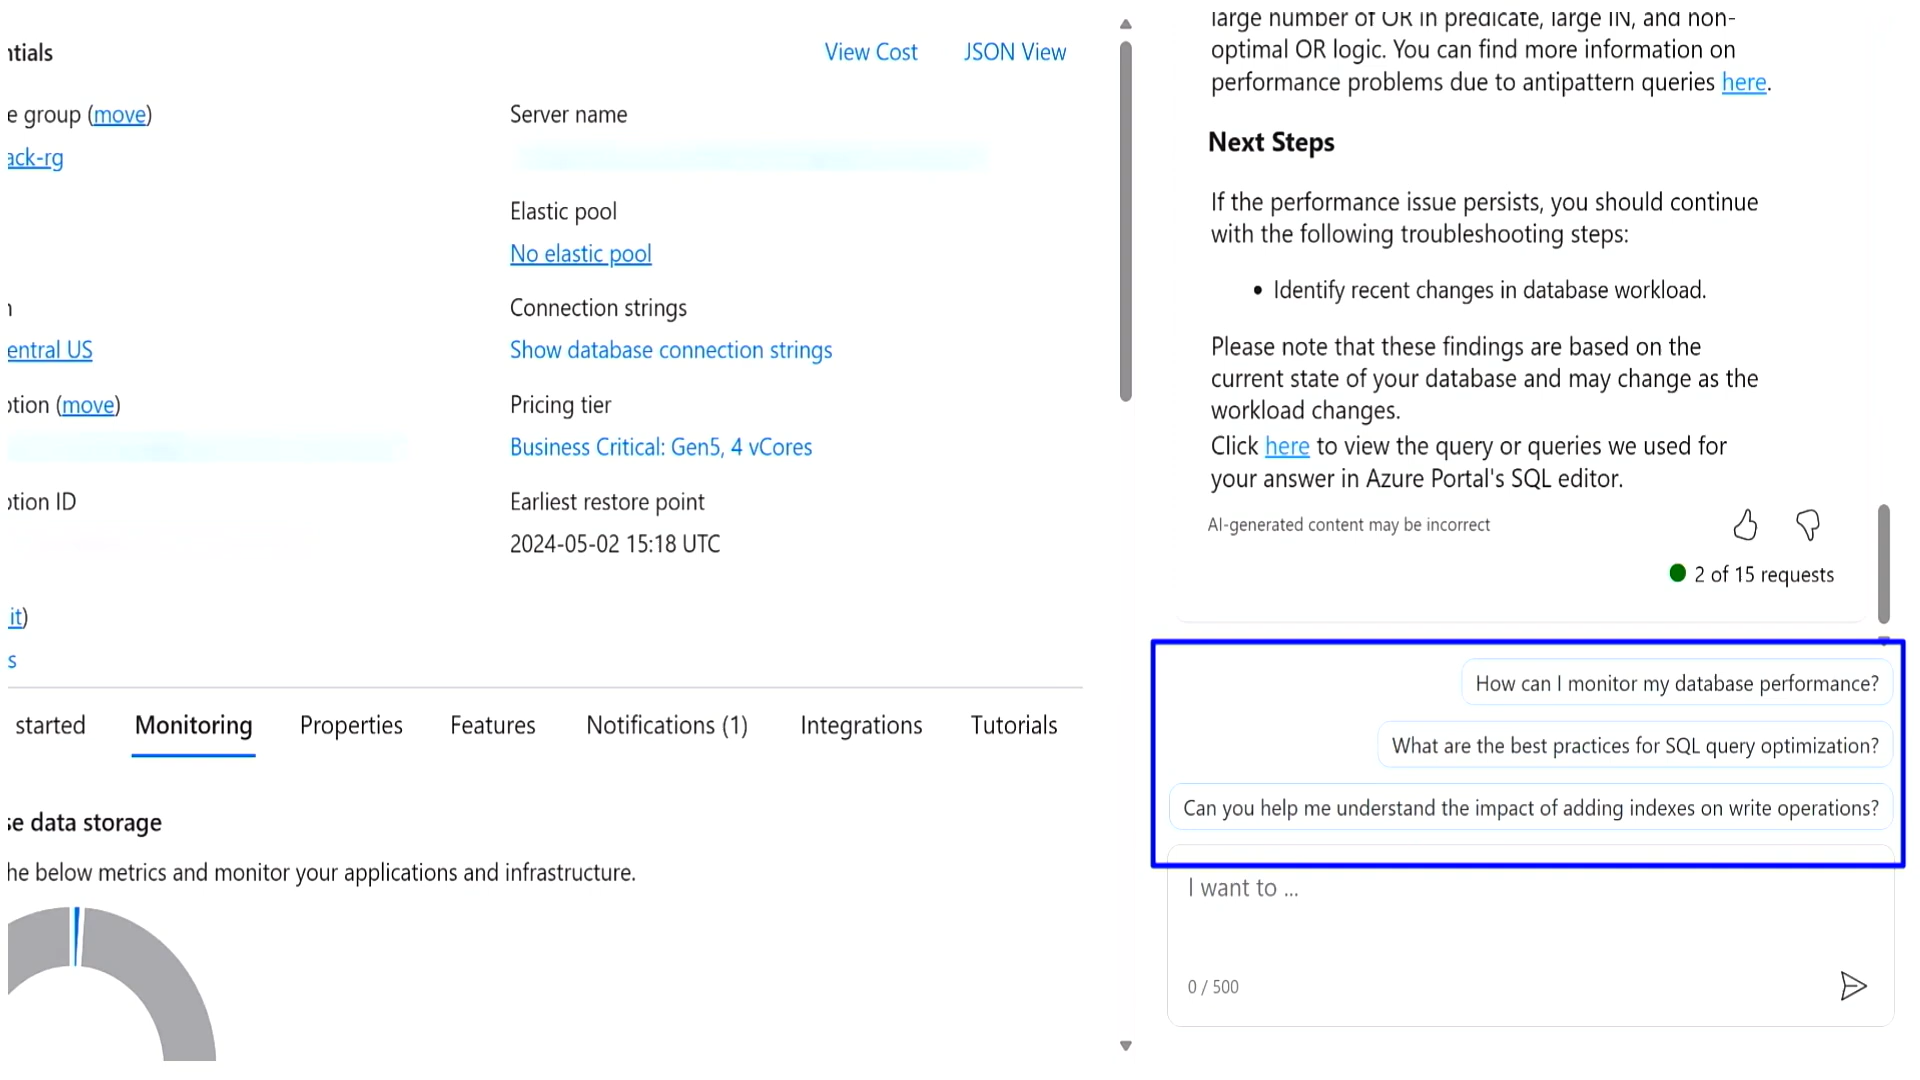 ntials
View Cost
JSON View
e group (move)
ack-rg
Server name
Elastic pool
No elastic pool
Connection strings
entral US
Show database connection strings
ption (move)
Pricing tier
Business Critical: Gen5, 4 vCores
ption ID
Earliest restore point
2024-05-02 15:18 UTC
it)
s
started
Monitoring
Properties
Features
Notifications (1)
Integrations
Tutorials
se data storage
he below metrics and monitor your applications and infrastructure.
large number of OR in predicate, large IN, and non-
optimal OR logic. You can find more information on
performance problems due to antipattern queries here.
Next Steps
If the performance issue persists, you should continue
with the following troubleshooting steps:
• Identify recent changes in database workload.
Please note that these findings are based on the
current state of your database and may change as the
workload changes.
Click here to view the query or queries we used for
your answer in Azure Portal's SQL editor.
AI-generated content may be incorrect
2 of 15 requests
How can I monitor my database performance?
What are the best practices for SQL query optimization?
Can you help me understand the impact of adding indexes on write operations?
I want to ...
0 / 500